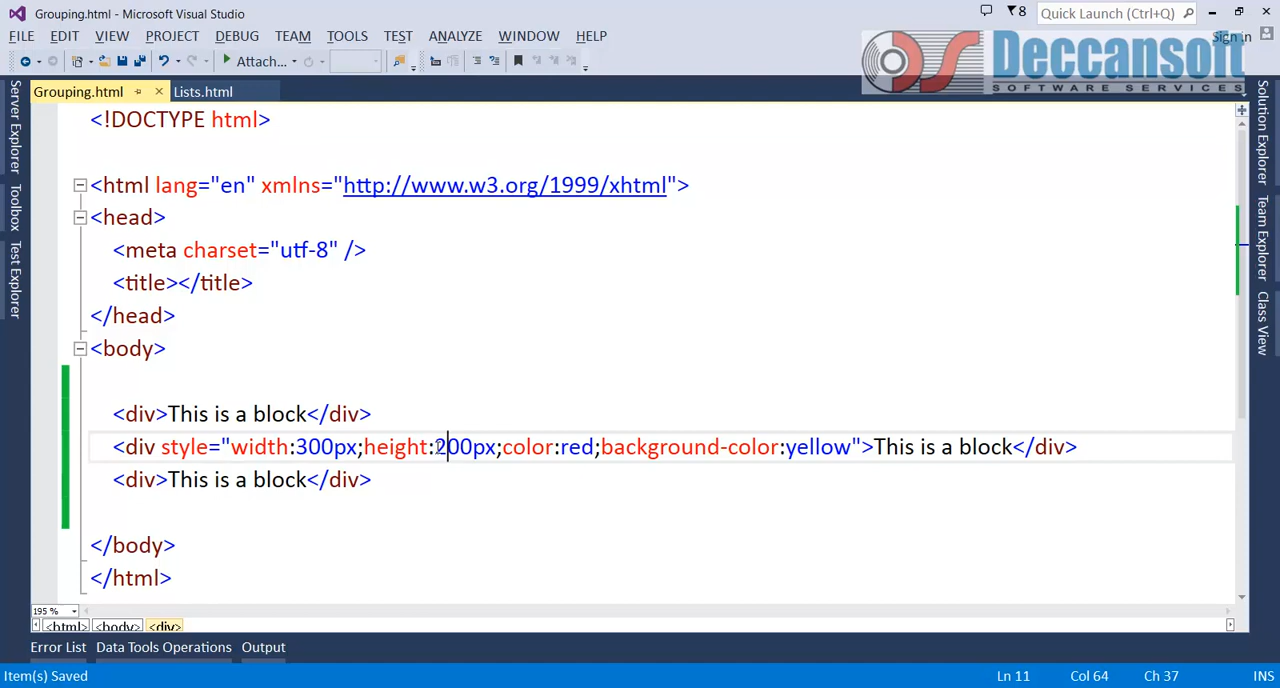 Grouping.html - Microsoft Visual Studio
8
Quick Launch (Ctrl+Q)
FILE EDIT VIEW PROJECT DEBUG TEAM TOOLS TEST ANALYZE WINDOW HELP
Sign in
Attach...
Deccansoft
SOFTWARE SERVICES
Grouping.html
Lists.html
Server Explorer
Toolbox
Test Explorer
<!DOCTYPE html>
<html lang="en" xmlns="http://www.w3.org/1999/xhtml">
<head>
<meta charset="utf-8" />
<title></title>
</head>
<body>
<div>This is a block</div>
<div style="width:300px;height:200px;color:red;background-color:yellow">This is a block</div>
<div>This is a block</div>
</body>
</html>
Solution Explorer
Team Explorer
Class View
195 %
<html> <body> <div>
Error List Data Tools Operations Output
Item(s) Saved
Ln 11 Col 64 Ch 37 INS